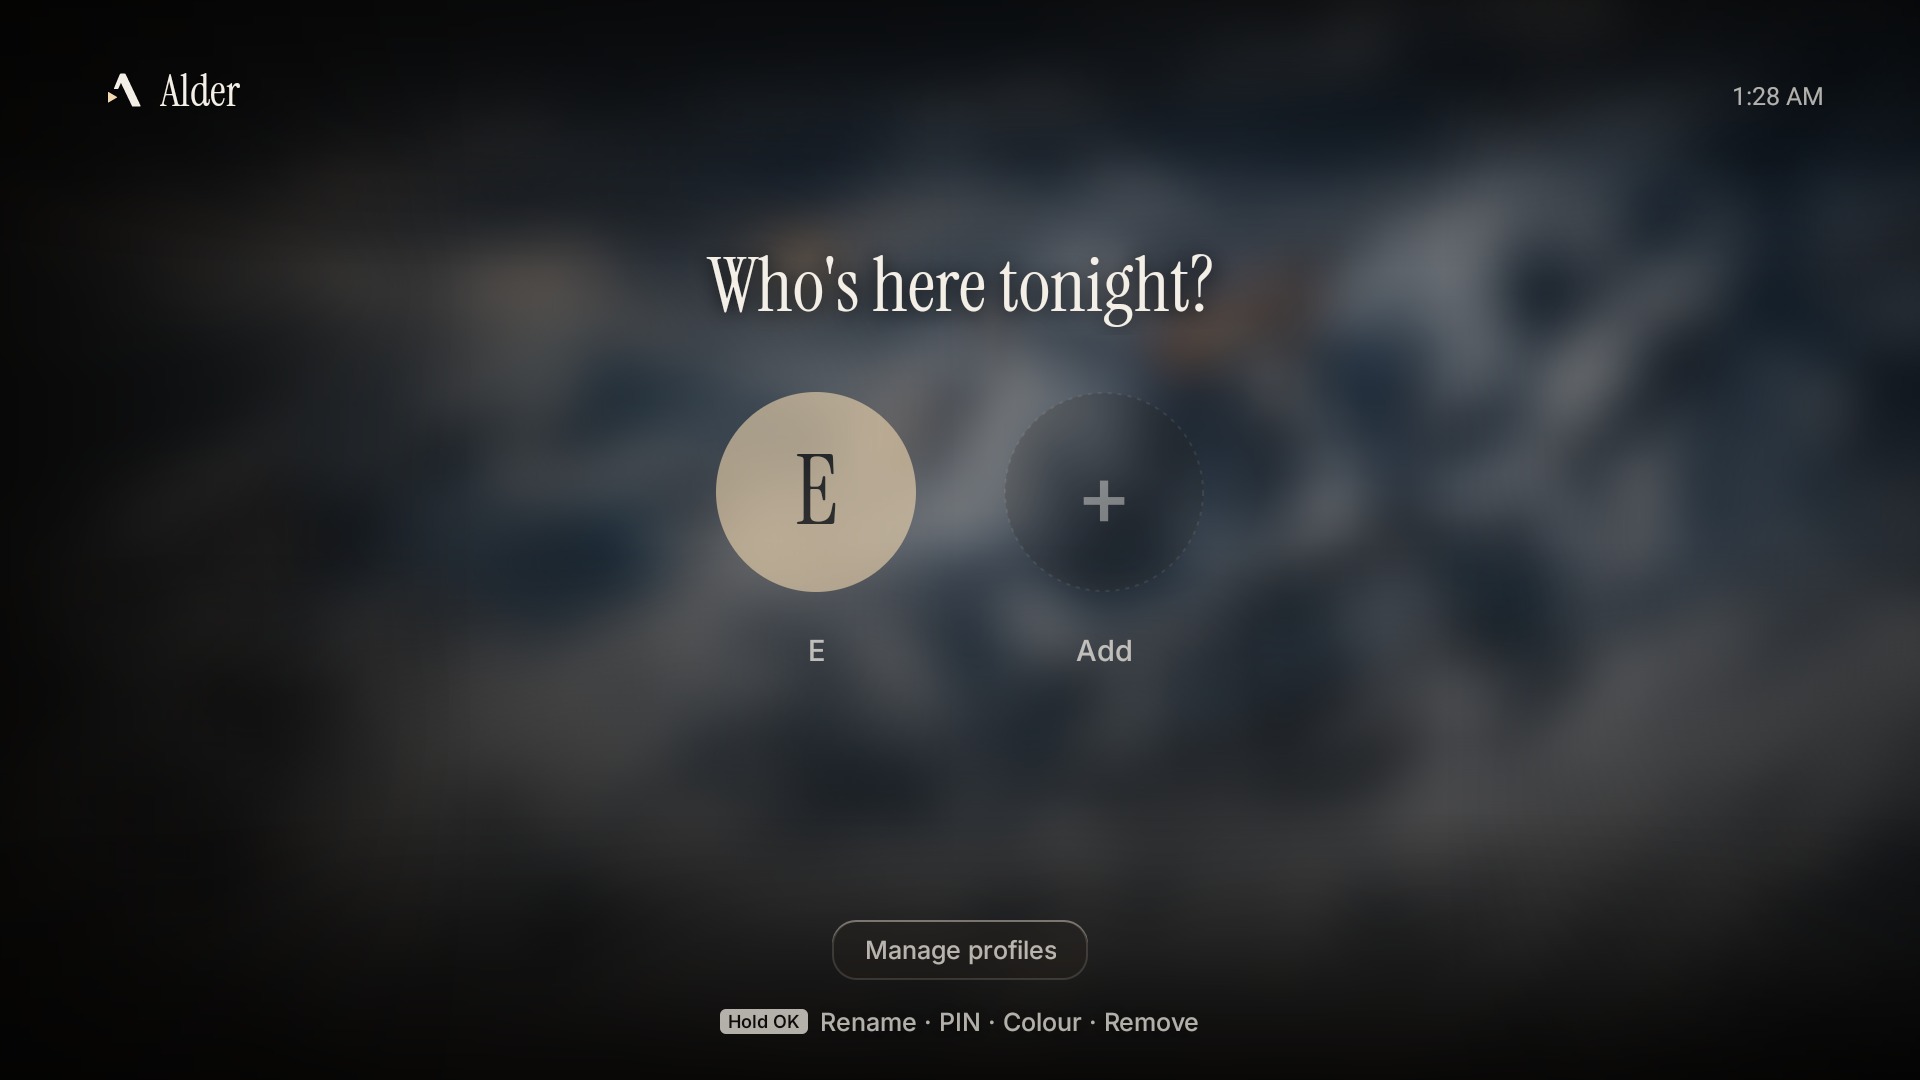 Alder
1:28 AM
Who's here tonight?
E
+
E
Add
Manage profiles
Hold OK Rename · PIN · Colour · Remove